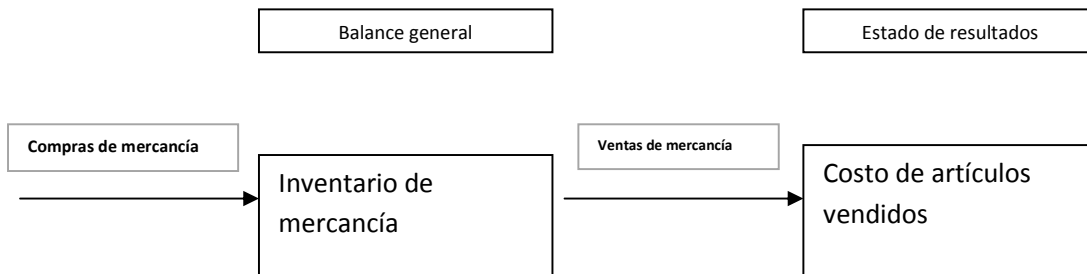 Balance general
Estado de resultados
Compras de mercancía
Ventas de mercancía
Inventario de
mercancía
Costo de artículos
vendidos